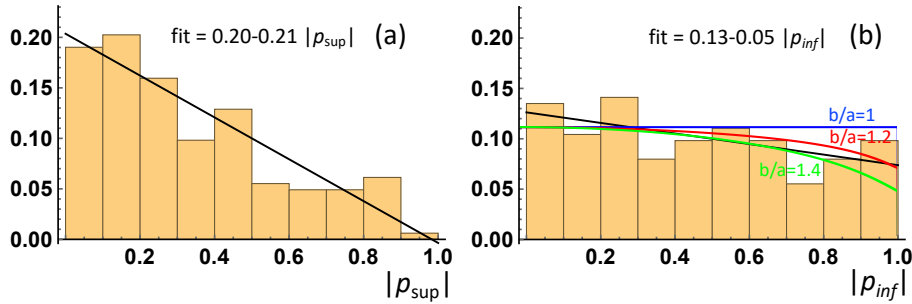 fit = 0.20-0.21 |p_sup| (a)
0.20
0.15
0.10
0.05
0.00
0.2 0.4 0.6 0.8 1.0
|p_sup|
fit = 0.13-0.05 |p_inf| (b)
0.20
0.15
0.10
0.05
0.00
b/a=1
b/a=1.2
b/a=1.4
0.2 0.4 0.6 0.8 1.0
|p_inf|